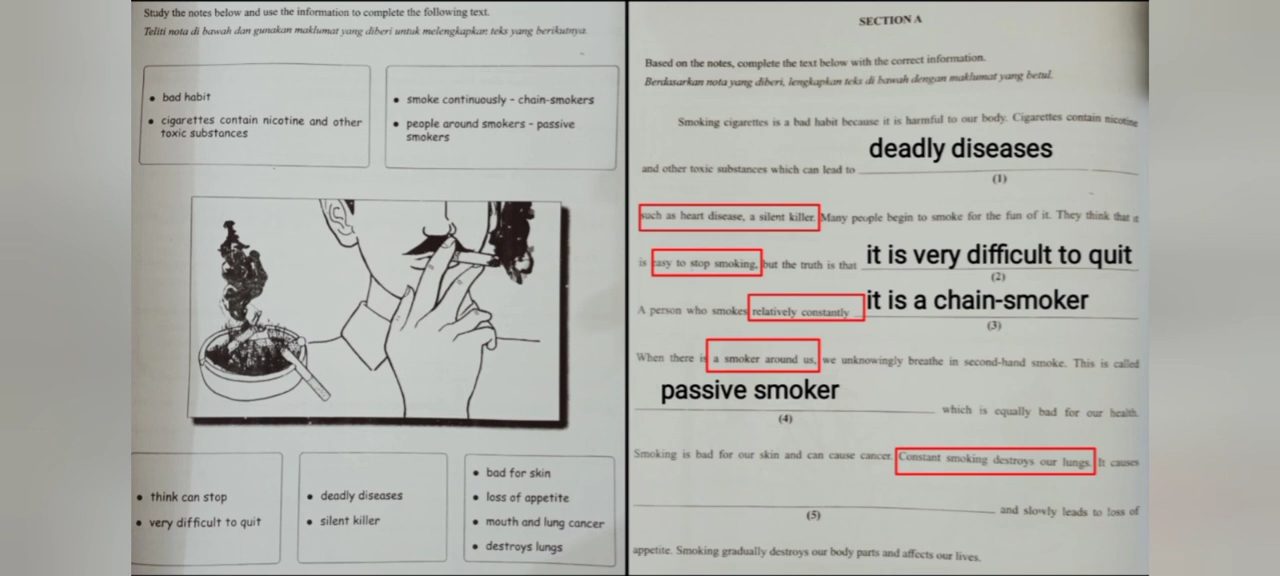 Study the notes below and use the information to complete the following text.
Teliti nota di bawah dan gunakan maklumat yang diberi untuk melengkapkan teks yang berikutnya.
• bad habit
• cigarettes contain nicotine and other
toxic substances
• smoke continuously - chain-smokers
• people around smokers - passive
smokers
• think can stop
• very difficult to quit
• deadly diseases
• silent killer
• bad for skin
• loss of appetite
• mouth and lung cancer
• destroys lungs
SECTION A
Based on the notes, complete the text below with the correct information.
Berdasarkan nota yang diberi, lengkapkan teks di bawah dengan maklumat yang betul.
Smoking cigarettes is a bad habit because it is harmful to our body. Cigarettes contain nicotine
and other toxic substances which can lead to deadly diseases
(1)
such as heart disease, a silent killer. Many people begin to smoke for the fun of it. They think that it
is easy to stop smoking, but the truth is that it is very difficult to quit
(2)
A person who smokes relatively constantly it is a chain-smoker
(3)
When there is a smoker around us, we unknowingly breathe in second-hand smoke. This is called
passive smoker which is equally bad for our health.
(4)
Smoking is bad for our skin and can cause cancer. Constant smoking destroys our lungs. It causes
(5) and slowly leads to loss of
appetite. Smoking gradually destroys our body parts and affects our lives.